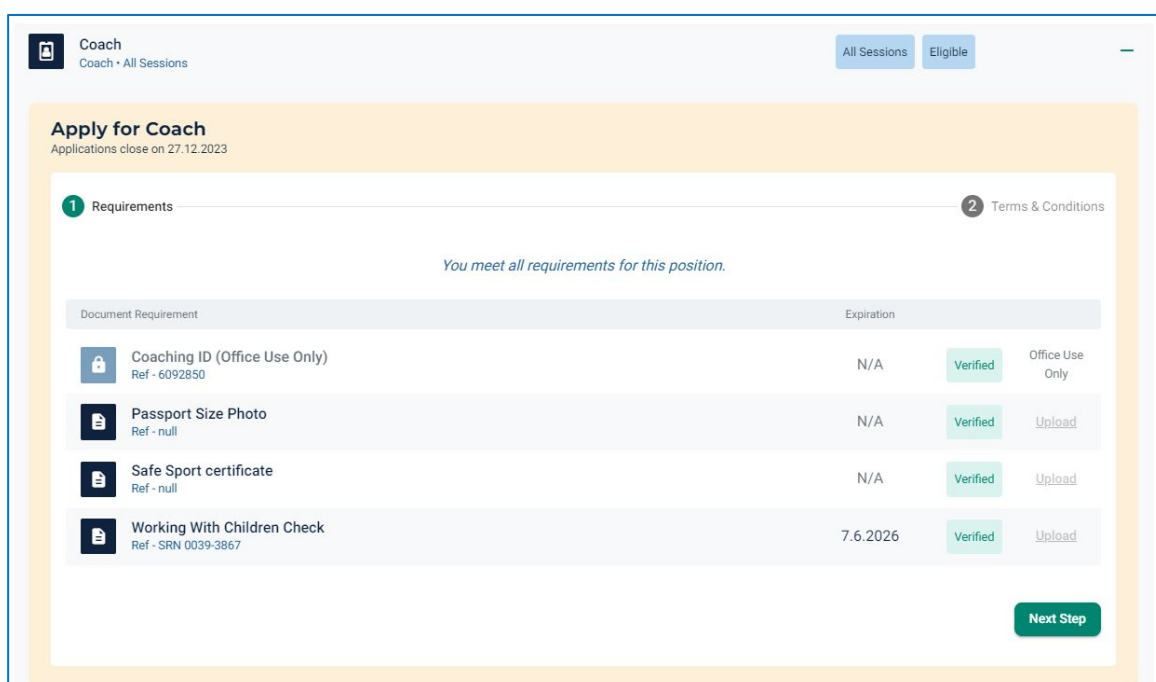 Coach
Coach • All Sessions
All Sessions
Eligible
Apply for Coach
Applications close on 27.12.2023
1 Requirements
2 Terms & Conditions
You meet all requirements for this position.
Document Requirement
Expiration
Coaching ID (Office Use Only)
Ref - 6092850
N/A
Verified
Office Use
Only
Passport Size Photo
Ref - null
N/A
Verified
Upload
Safe Sport certificate
Ref - null
N/A
Verified
Upload
Working With Children Check
Ref - SRN 0039-3867
7.6.2026
Verified
Upload
Next Step